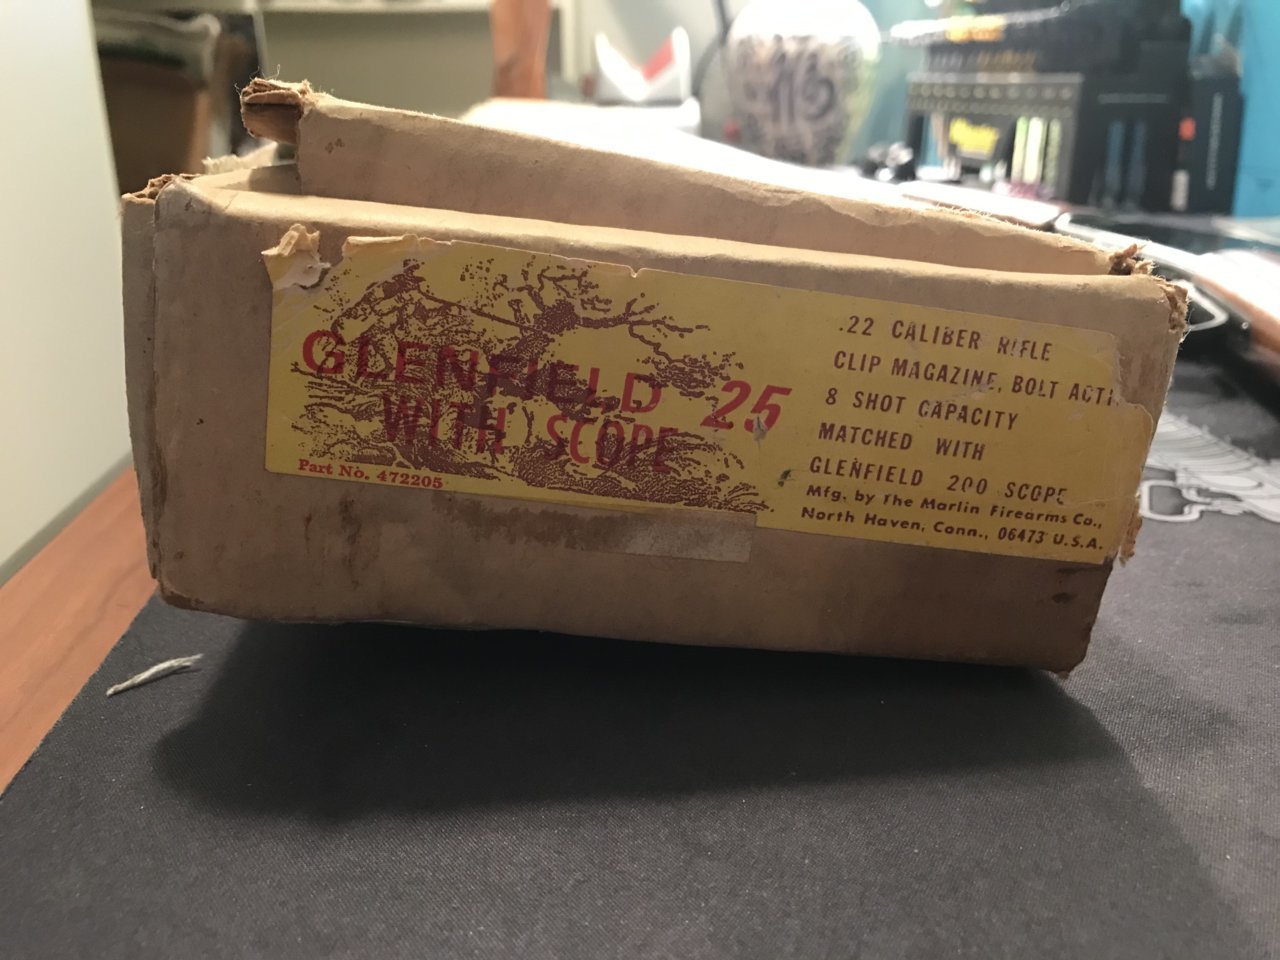 GLENFIELD 25
WITH SCOPE
Part No. 472205
.22 CALIBER RIFLE
CLIP MAGAZINE, BOLT ACTI
8 SHOT CAPACITY
MATCHED WITH
GLENFIELD 200 SCOPE
Mfg. by The Marlin Firearms Co.,
North Haven, Conn., 06473 U.S.A.